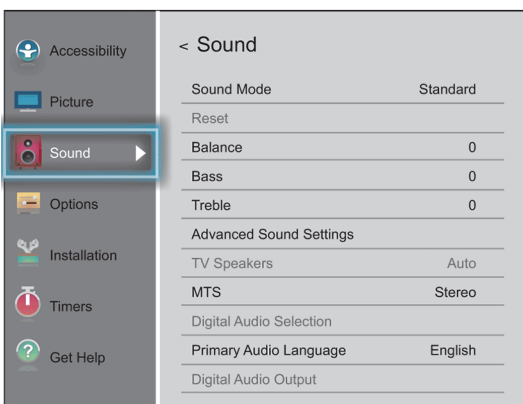 Accessibility
Picture
Sound
Options
Installation
Timers
? Get Help
< Sound
Sound Mode Standard
Reset
Balance 0
Bass 0
Treble 0
Advanced Sound Settings
TV Speakers Auto
MTS Stereo
Digital Audio Selection
Primary Audio Language English
Digital Audio Output